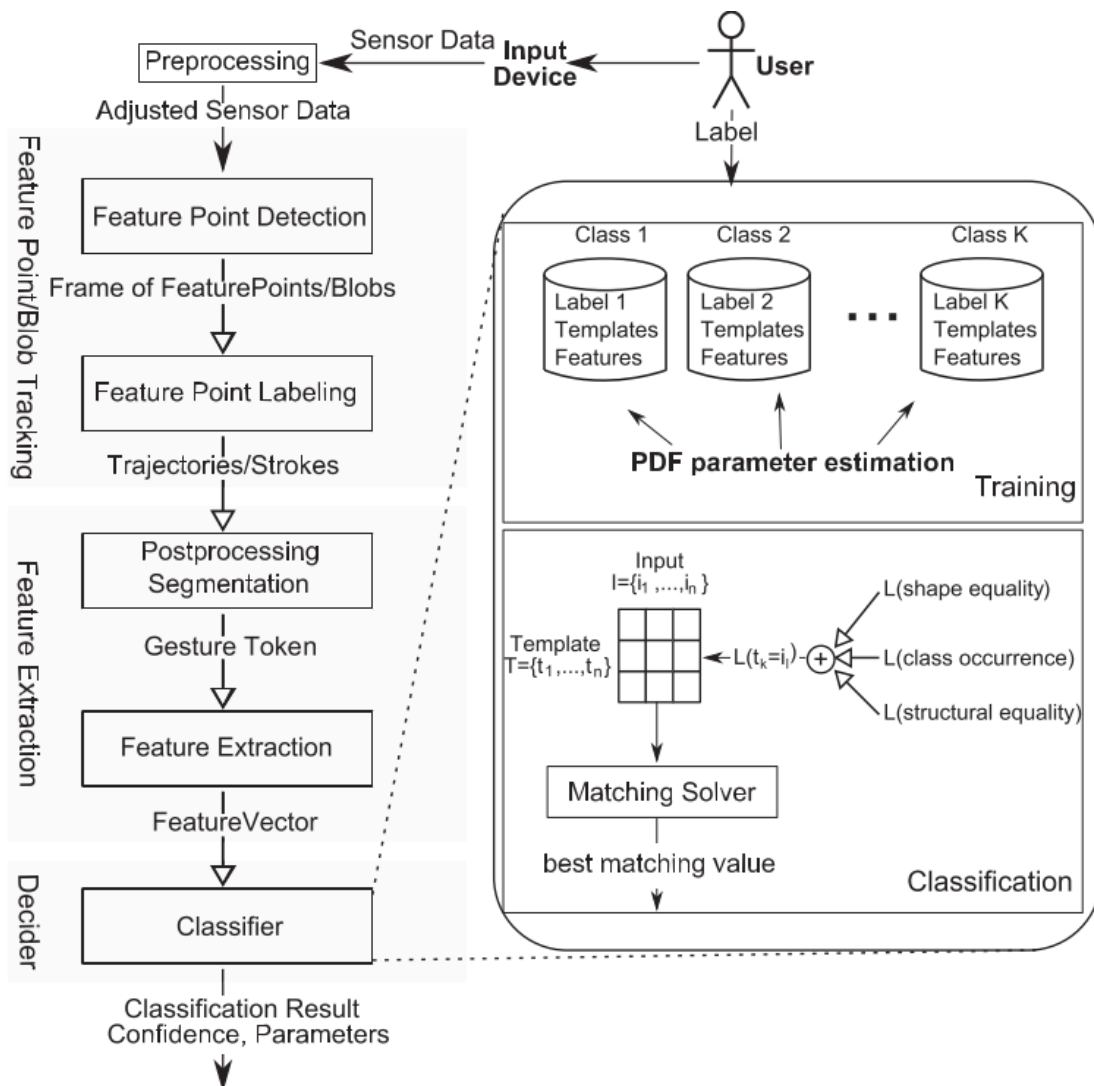 Sensor Data
Input
Device
User
Preprocessing
Adjusted Sensor Data
Label
Feature Point/Blob Tracking
Feature Point Detection
Frame of FeaturePoints/Blobs
Feature Point Labeling
Trajectories/Strokes
Feature Extraction
Postprocessing
Segmentation
Gesture Token
Feature Extraction
FeatureVector
Decider
Classifier
Classification Result
Confidence, Parameters
Class 1
Class 2
Class K
Label 1
Templates
Features
Label 2
Templates
Features
...
Label K
Templates
Features
PDF parameter estimation
Training
Input
I={i₁,...,iₙ}
Template
T={t₁,...,tₙ}
L(tₖ=iₗ)
+
L(shape equality)
L(class occurrence)
L(structural equality)
Matching Solver
best matching value
Classification